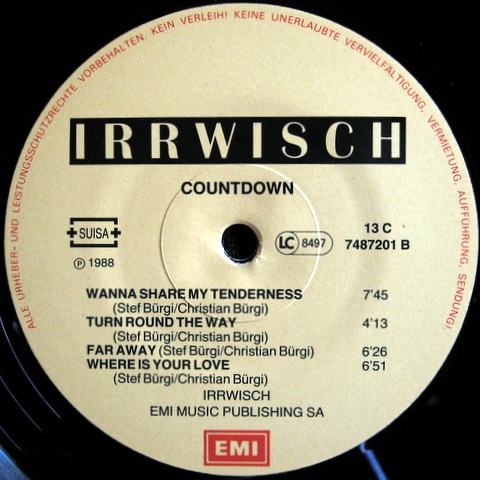 ALLE URHEBER- UND LEISTUNGSSCHUTZRECHTE VORBEHALTEN. KEIN VERLEIH! KEINE UNERLAUBTE VERVIELFÄLTIGUNG, VERMIETUNG, AUFFÜHRUNG, SENDUNG!
IRRWISCH
COUNTDOWN
SUISA
LC 8497
13 C
7487201 B
Ⓟ 1988
WANNA SHARE MY TENDERNESS 7'45
(Stef Bürgi/Christian Bürgi)
TURN ROUND THE WAY 4'13
(Stef Bürgi/Christian Bürgi)
FAR AWAY (Stef Bürgi/Christian Bürgi) 6'26
WHERE IS YOUR LOVE 6'51
(Stef Bürgi/Christian Bürgi)
IRRWISCH
EMI MUSIC PUBLISHING SA
EMI